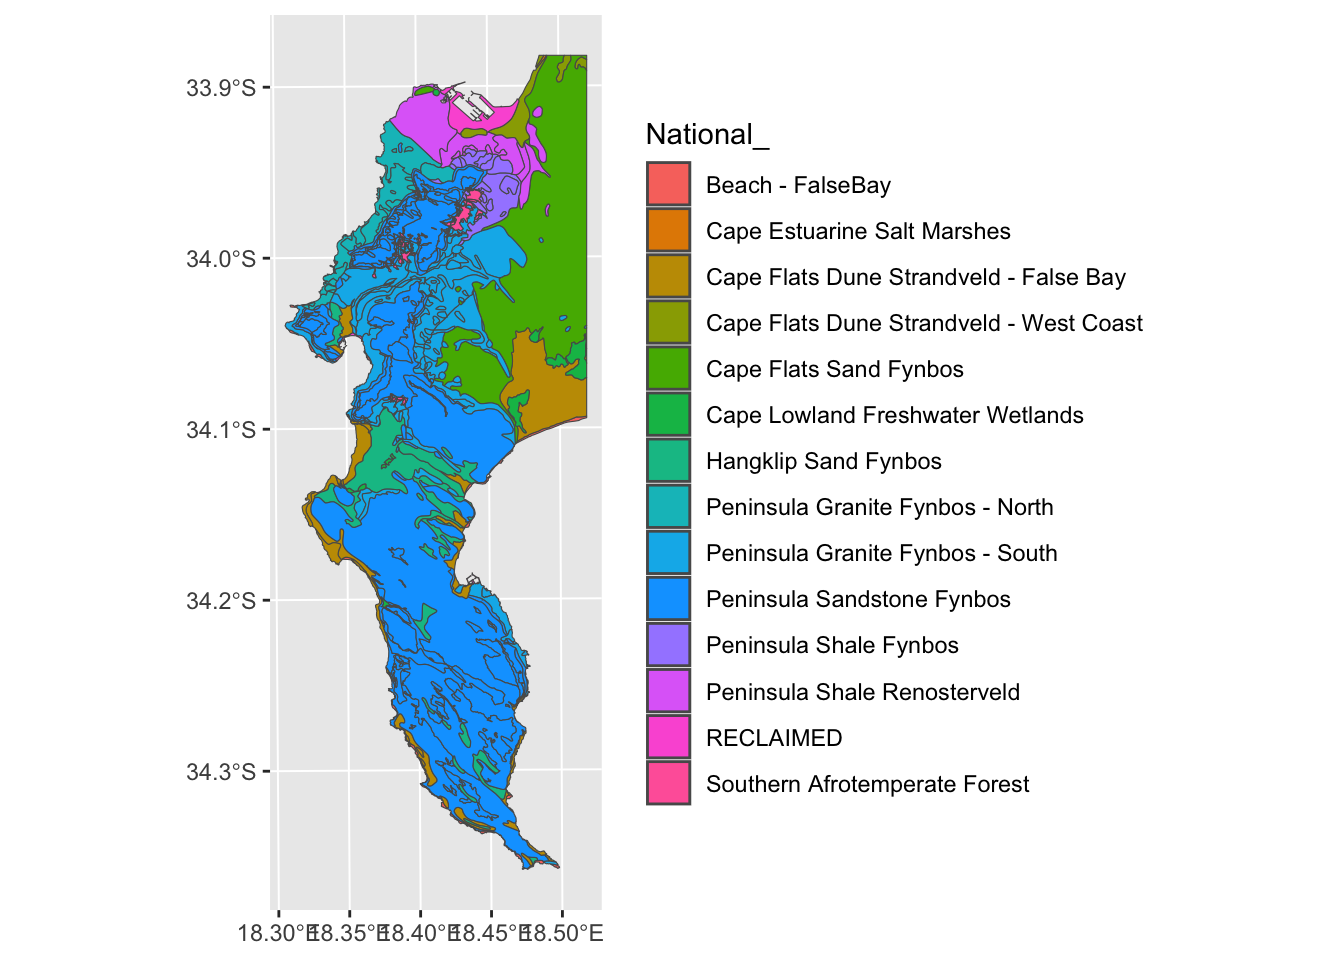 33.9°S
34.0°S
34.1°S
34.2°S
34.3°S
18.30°E
18.35°E
18.40°E
18.45°E
18.50°E
National_
Beach - FalseBay
Cape Estuarine Salt Marshes
Cape Flats Dune Strandveld - False Bay
Cape Flats Dune Strandveld - West Coast
Cape Flats Sand Fynbos
Cape Lowland Freshwater Wetlands
Hangklip Sand Fynbos
Peninsula Granite Fynbos - North
Peninsula Granite Fynbos - South
Peninsula Sandstone Fynbos
Peninsula Shale Fynbos
Peninsula Shale Renosterveld
RECLAIMED
Southern Afrotemperate Forest